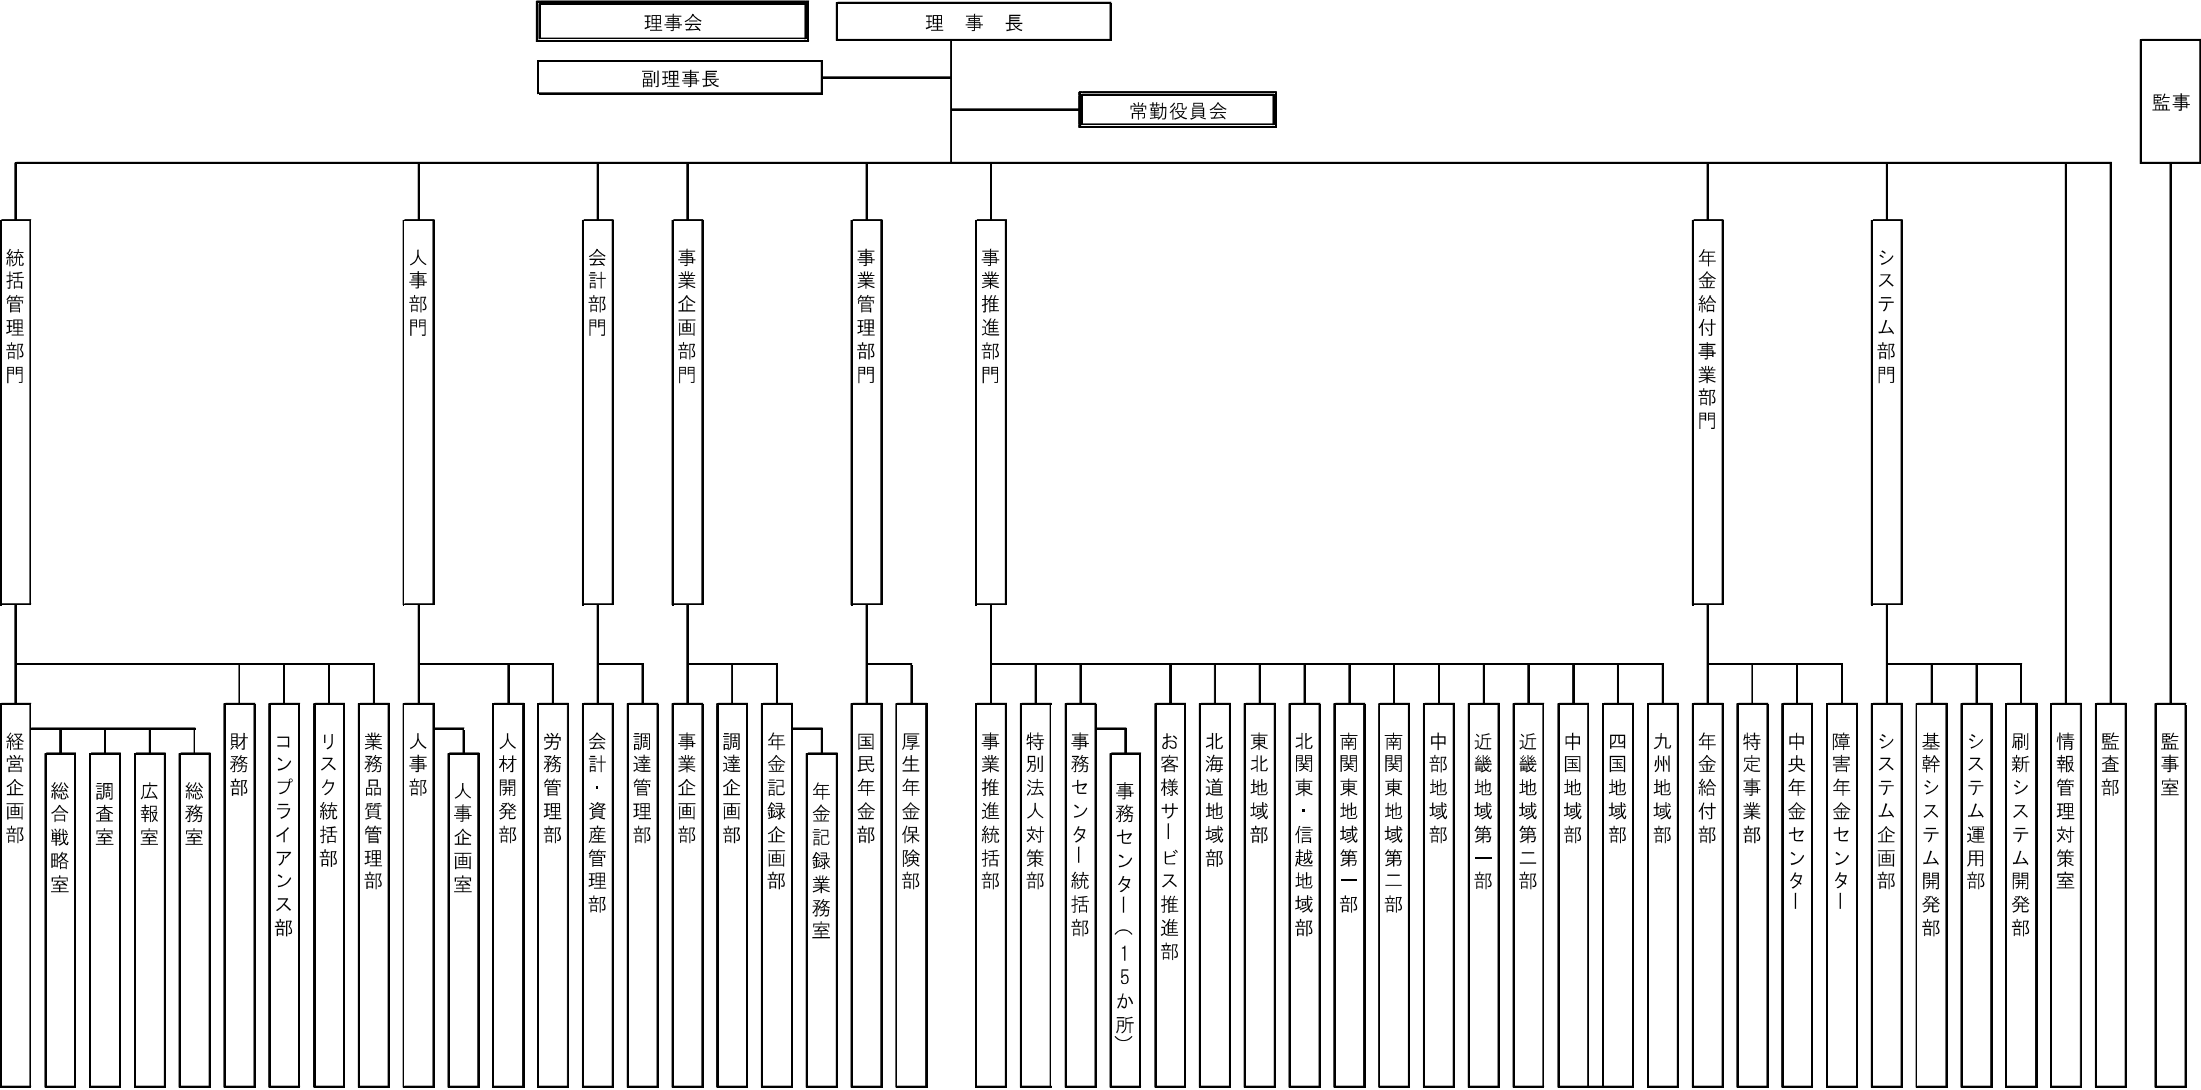 理事会
理　事　長
副理事長
常勤役員会
監事
統括管理部門
人事部門
会計部門
事業企画部門
事業管理部門
事業推進部門
年金給付事業部門
システム部門
経営企画部
総合戦略室
調査室
広報室
総務室
財務部
コンプライアンス部
リスク統括部
業務品質管理部
人事部
人事企画室
人材開発部
労務管理部
会計・資産管理部
調達管理部
事業企画部
調達企画部
年金記録企画部
年金記録業務室
国民年金部
厚生年金保険部
事業推進統括部
特別法人対策部
事務センター統括部
事務センター（１５か所）
お客様サービス推進部
北海道地域部
東北地域部
北関東・信越地域部
南関東地域第一部
南関東地域第二部
中部地域部
近畿地域第一部
近畿地域第二部
中国地域部
四国地域部
九州地域部
年金給付部
特定事業部
中央年金センター
障害年金センター
システム企画部
基幹システム開発部
システム運用部
刷新システム開発部
情報管理対策室
監査部
監事室